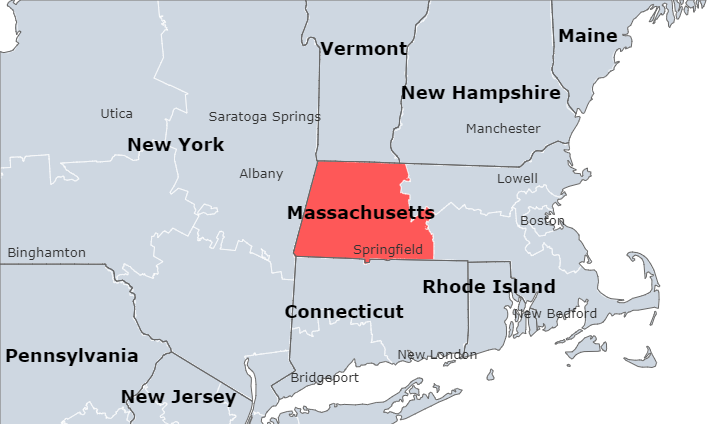 Maine
Vermont
New Hampshire
Utica
Saratoga Springs
Manchester
New York
Albany
Lowell
Massachusetts
Boston
Binghamton
Springfield
Rhode Island
Connecticut
New Bedford
Pennsylvania
New London
Bridgeport
New Jersey